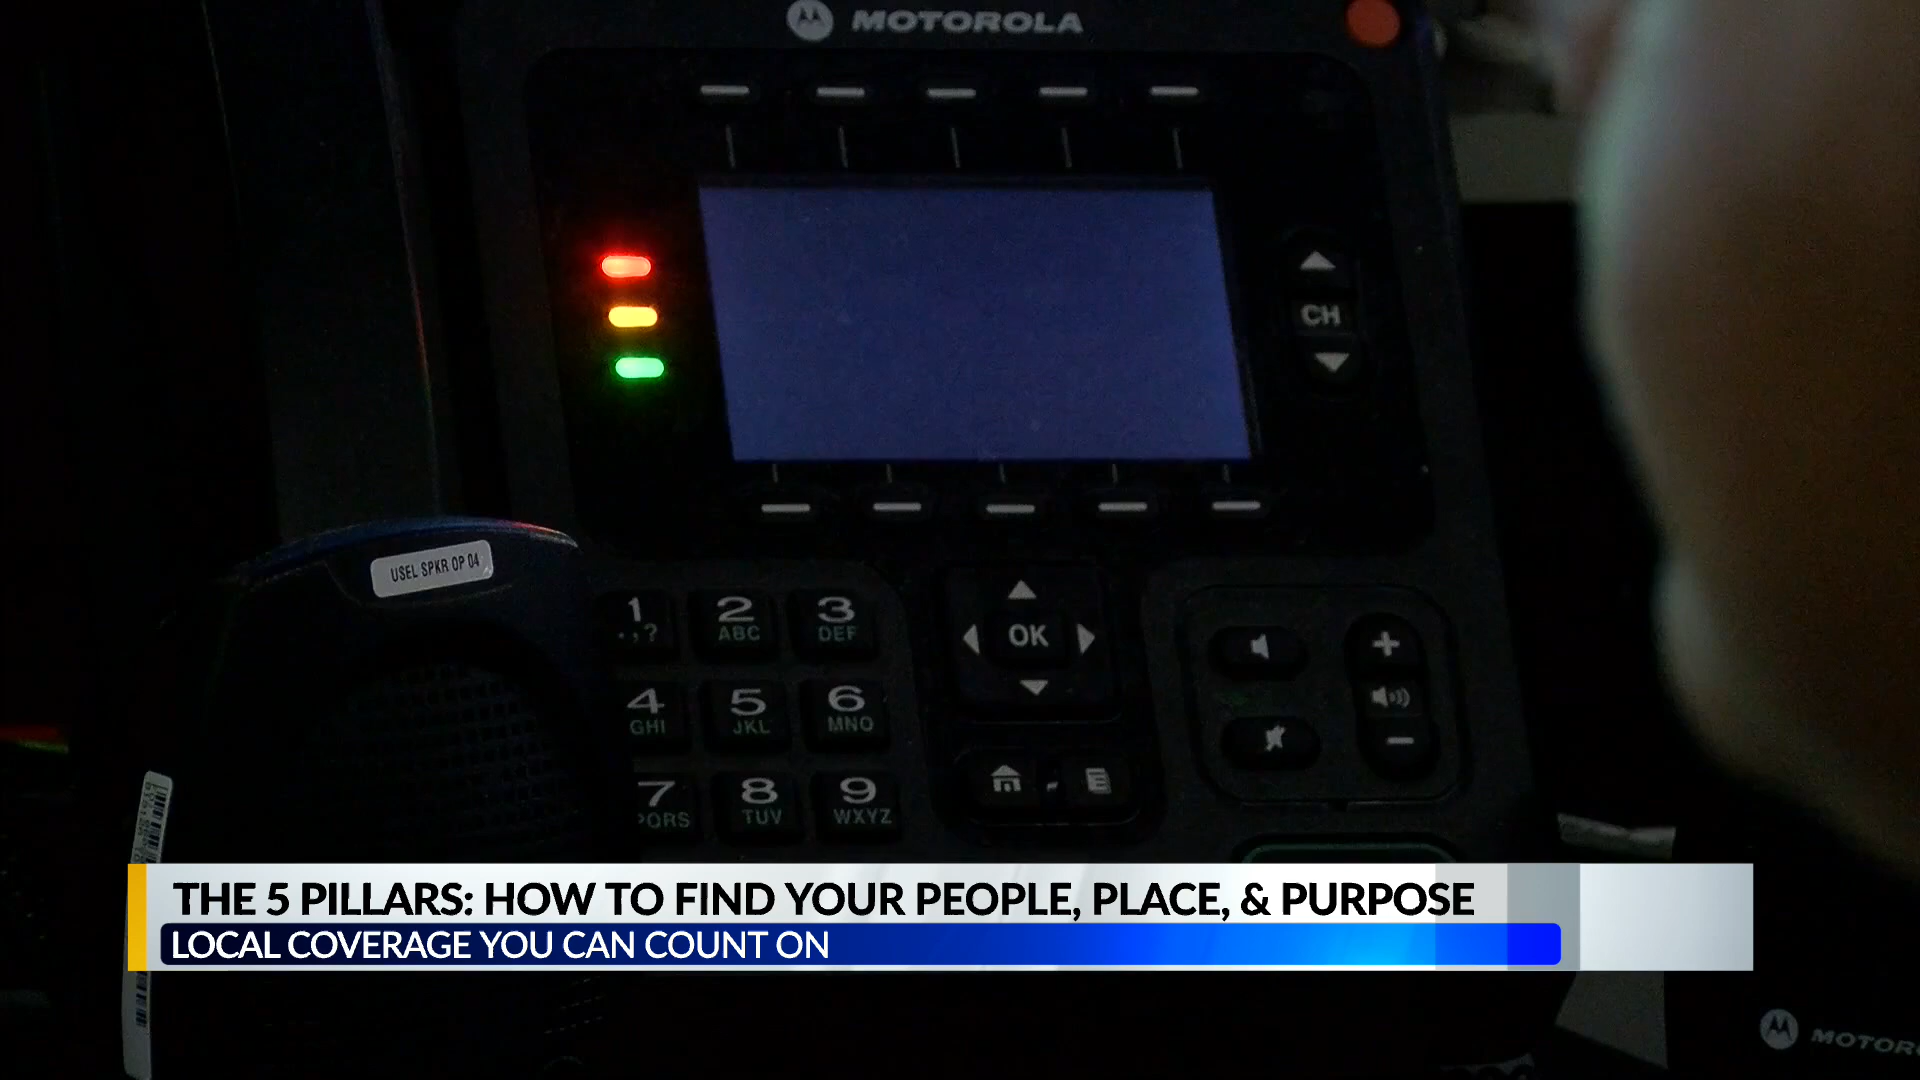 MOTOROLA
CH
USEL SPKR OP 04
1 2 3
.,? ABC DEF
OK
4 5 6
GHI JKL MNO
7 8 9
PQRS TUV WXYZ
THE 5 PILLARS: HOW TO FIND YOUR PEOPLE, PLACE, & PURPOSE
LOCAL COVERAGE YOU CAN COUNT ON
MOTORO